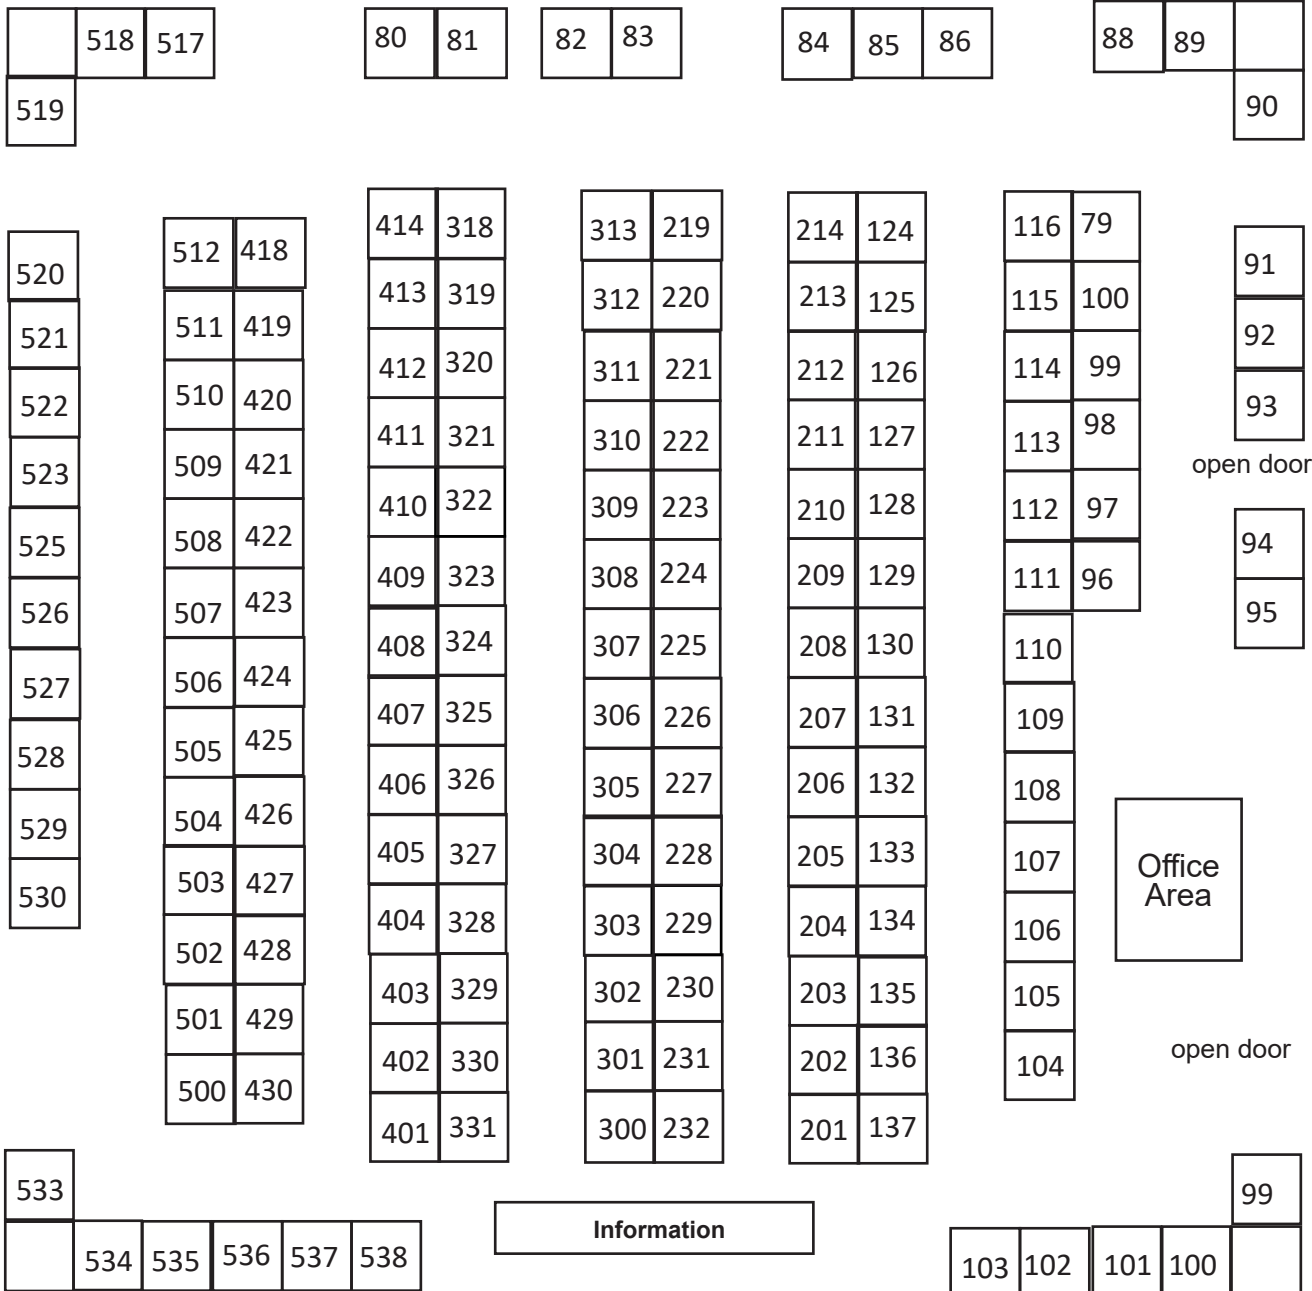 518 517 80 81 82 83 84 85 86 88 89
519 90
414 318 313 219 214 124 116 79
520 512 418 413 319 312 220 213 125 115 100 91
521 511 419 412 320 311 221 212 126 114 99 92
522 510 420 411 321 310 222 211 127 113 98 93
open door
523 509 421 410 322 309 223 210 128 112 97
525 508 422 409 323 308 224 209 129 111 96 94
526 507 423 408 324 307 225 208 130 110 95
527 506 424 407 325 306 226 207 131 109
528 505 425 406 326 305 227 206 132 108
529 504 426 405 327 304 228 205 133 107
Office
Area
530 503 427 404 328 303 229 204 134 106
502 428 403 329 302 230 203 135 105
501 429 402 330 301 231 202 136 104
open door
500 430 401 331 300 232 201 137
533 99
Information
534 535 536 537 538 103 102 101 100